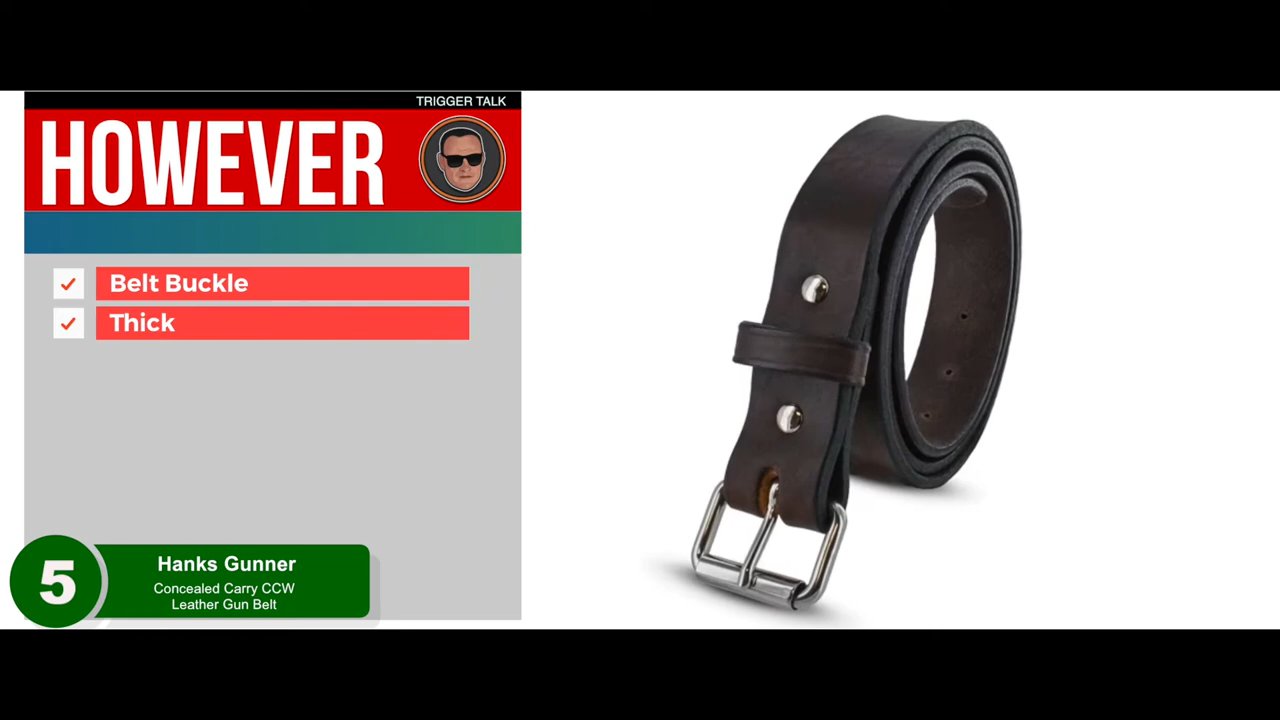 TRIGGER TALK
HOWEVER
Belt Buckle
Thick
5
Hanks Gunner
Concealed Carry CCW
Leather Gun Belt